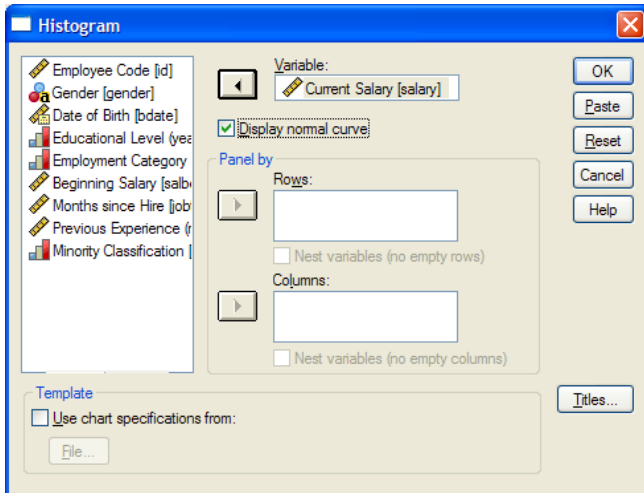 Histogram
Employee Code [id]
Gender [gender]
Date of Birth [bdate]
Educational Level (yea
Employment Category
Beginning Salary [salb
Months since Hire [job
Previous Experience (
Minority Classification [
Variable:
Current Salary [salary]
Display normal curve
Panel by
Rows:
Nest variables (no empty rows)
Columns:
Nest variables (no empty columns)
OK
Paste
Reset
Cancel
Help
Template
Use chart specifications from:
File...
Titles...